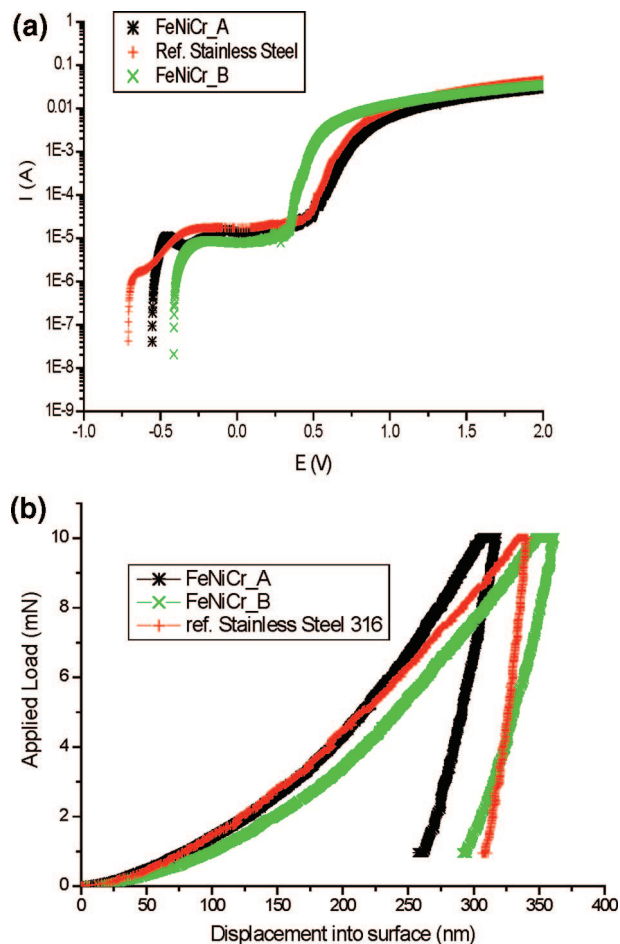 (a)
FeNiCr_A
Ref. Stainless Steel
FeNiCr_B
1
0.1
0.01
1E-3
1E-4
1E-5
1E-6
1E-7
1E-8
1E-9
I (A)
-1.0 -0.5 0.0 0.5 1.0 1.5 2.0
E (V)
(b)
FeNiCr_A
FeNiCr_B
ref. Stainless Steel 316
10
8
6
4
2
0
Applied Load (mN)
0 50 100 150 200 250 300 350 400
Displacement into surface (nm)